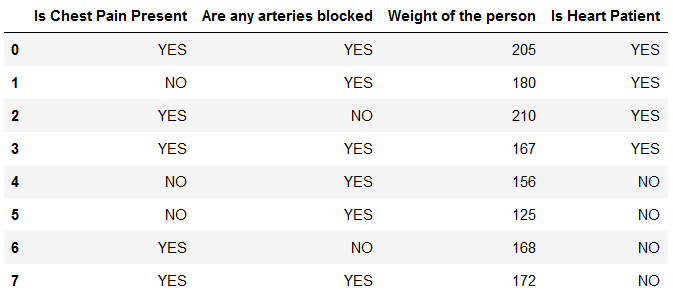 Is Chest Pain Present Are any arteries blocked Weight of the person Is Heart Patient
0 YES YES 205 YES
1 NO YES 180 YES
2 YES NO 210 YES
3 YES YES 167 YES
4 NO YES 156 NO
5 NO YES 125 NO
6 YES NO 168 NO
7 YES YES 172 NO